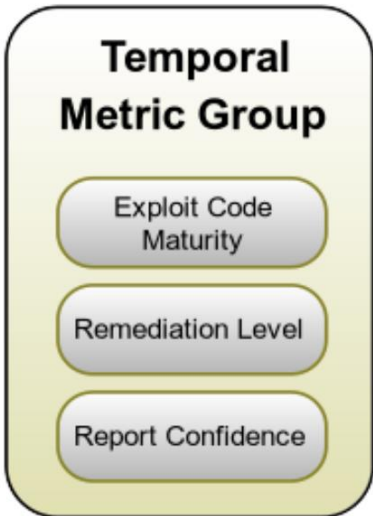 Temporal
Metric Group
Exploit Code
Maturity
Remediation Level
Report Confidence